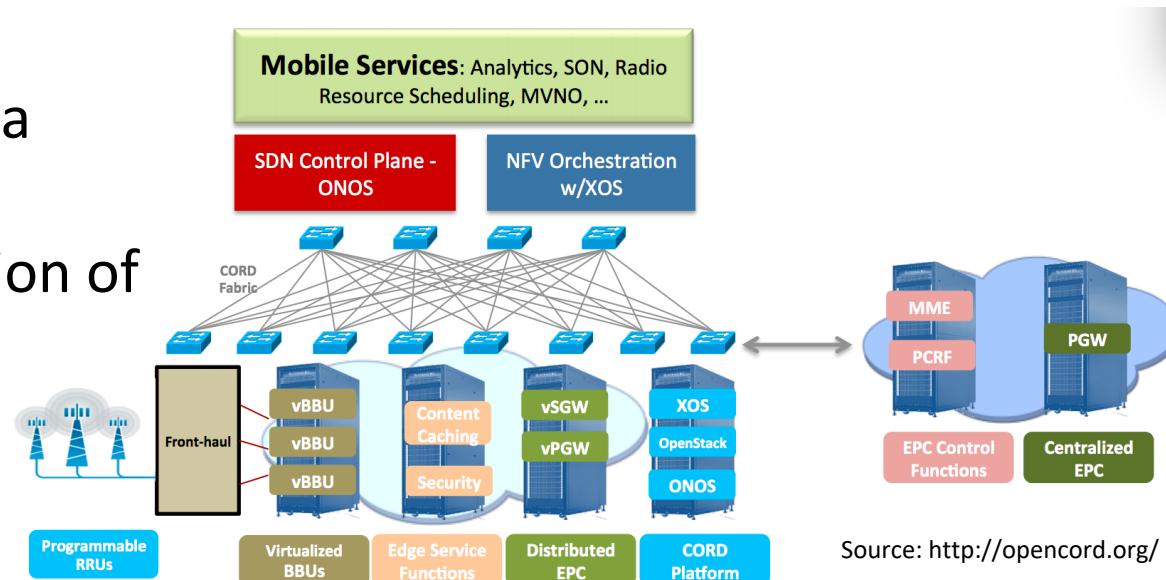 a
on of
Mobile Services: Analytics, SON, Radio
Resource Scheduling, MVNO, ...
SDN Control Plane -
ONOS
NFV Orchestration
w/XOS
CORD
Fabric
MME
PCRF
PGW
Front-haul
vBBU
vBBU
vBBU
Content
Caching
Security
vSGW
vPGW
XOS
OpenStack
ONOS
EPC Control
Functions
Centralized
EPC
Programmable
RRUs
Virtualized
BBUs
Edge Service
Functions
Distributed
EPC
CORD
Platform
Source: http://opencord.org/